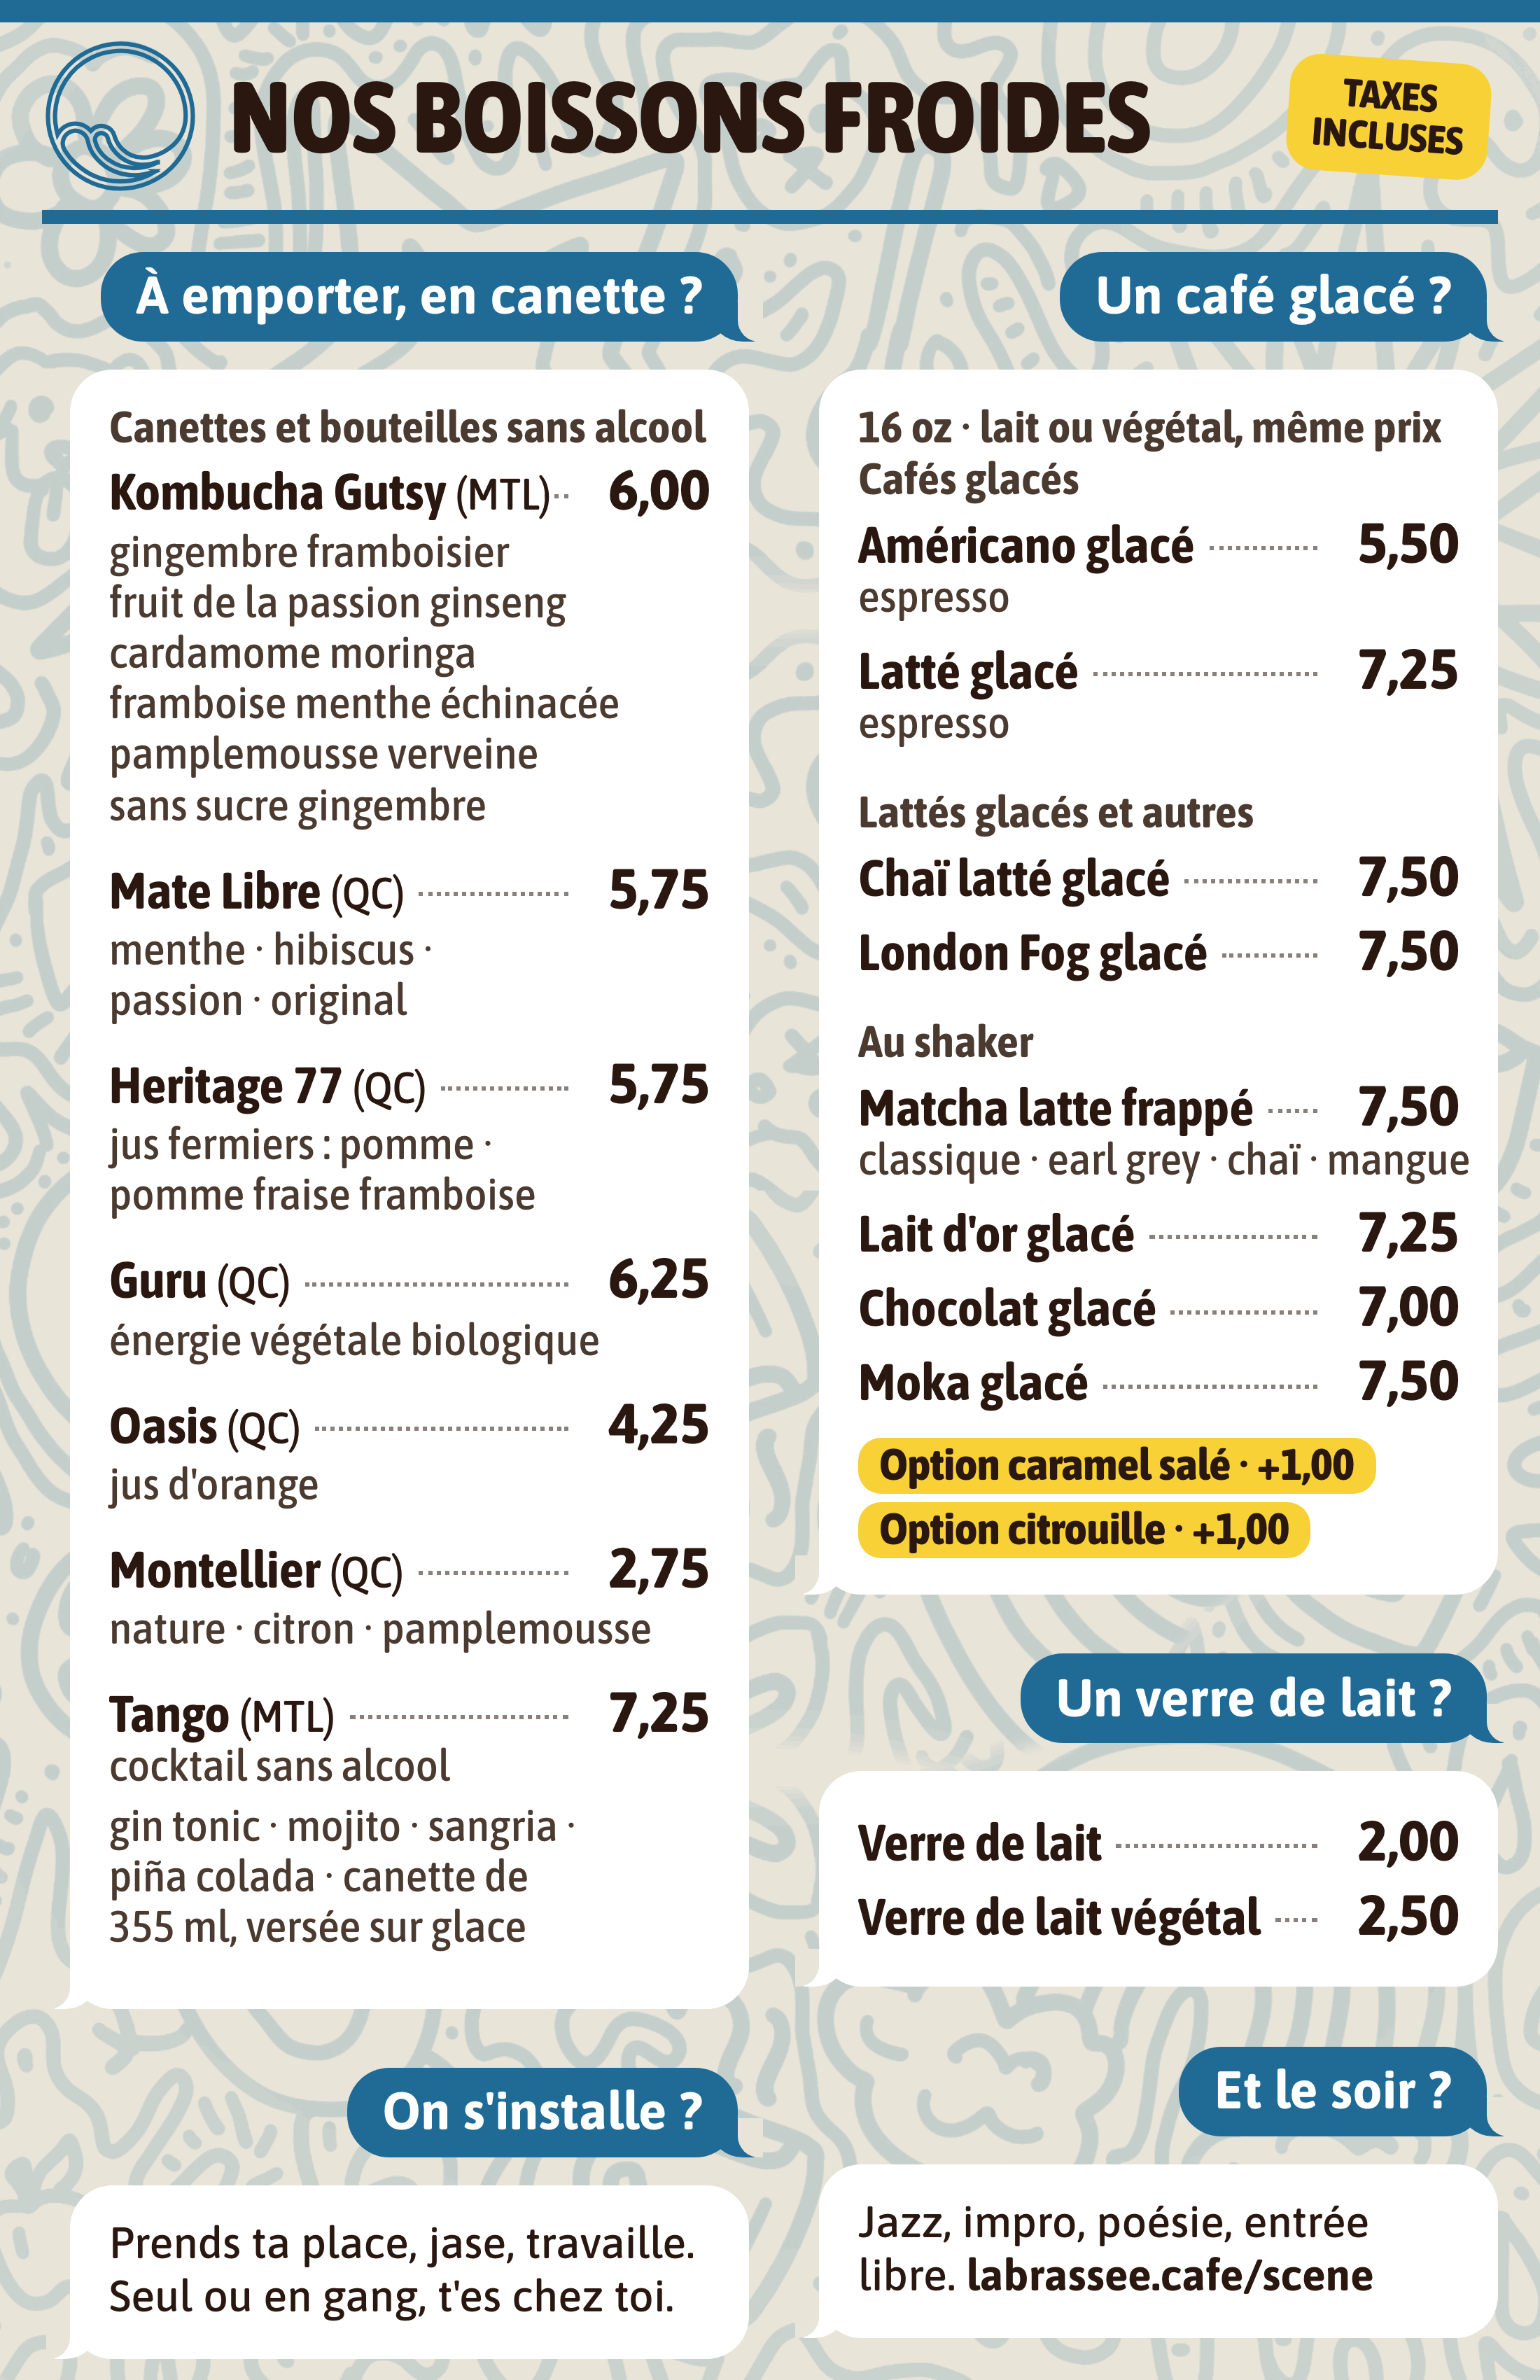 NOS BOISSONS FROIDES
TAXES
INCLUSES
À emporter, en canette ?
Canettes et bouteilles sans alcool
Kombucha Gutsy (MTL) 6,00
gingembre framboisier
fruit de la passion ginseng
cardamome moringa
framboise menthe échinacée
pamplemousse verveine
sans sucre gingembre
Mate Libre (QC) 5,75
menthe · hibiscus ·
passion · original
Heritage 77 (QC) 5,75
jus fermiers : pomme ·
pomme fraise framboise
Guru (QC) 6,25
énergie végétale biologique
Oasis (QC) 4,25
jus d'orange
Montellier (QC) 2,75
nature · citron · pamplemousse
Tango (MTL) 7,25
cocktail sans alcool
gin tonic · mojito · sangria ·
piña colada · canette de
355 ml, versée sur glace
On s'installe ?
Prends ta place, jase, travaille.
Seul ou en gang, t'es chez toi.
Un café glacé ?
16 oz · lait ou végétal, même prix
Cafés glacés
Américano glacé 5,50
espresso
Latté glacé 7,25
espresso
Lattés glacés et autres
Chaï latté glacé 7,50
London Fog glacé 7,50
Au shaker
Matcha latte frappé 7,50
classique · earl grey · chaï · mangue
Lait d'or glacé 7,25
Chocolat glacé 7,00
Moka glacé 7,50
Option caramel salé · +1,00
Option citrouille · +1,00
Un verre de lait ?
Verre de lait 2,00
Verre de lait végétal 2,50
Et le soir ?
Jazz, impro, poésie, entrée
libre. labrassee.cafe/scene